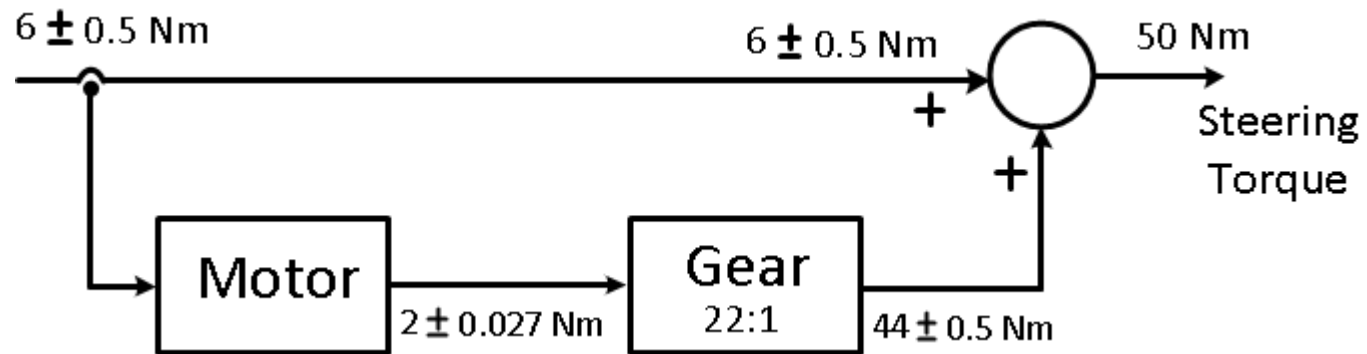 6 ± 0.5 Nm
6 ± 0.5 Nm
50 Nm
+
Steering
Torque
+
Motor
2 ± 0.027 Nm
Gear
22:1
44 ± 0.5 Nm